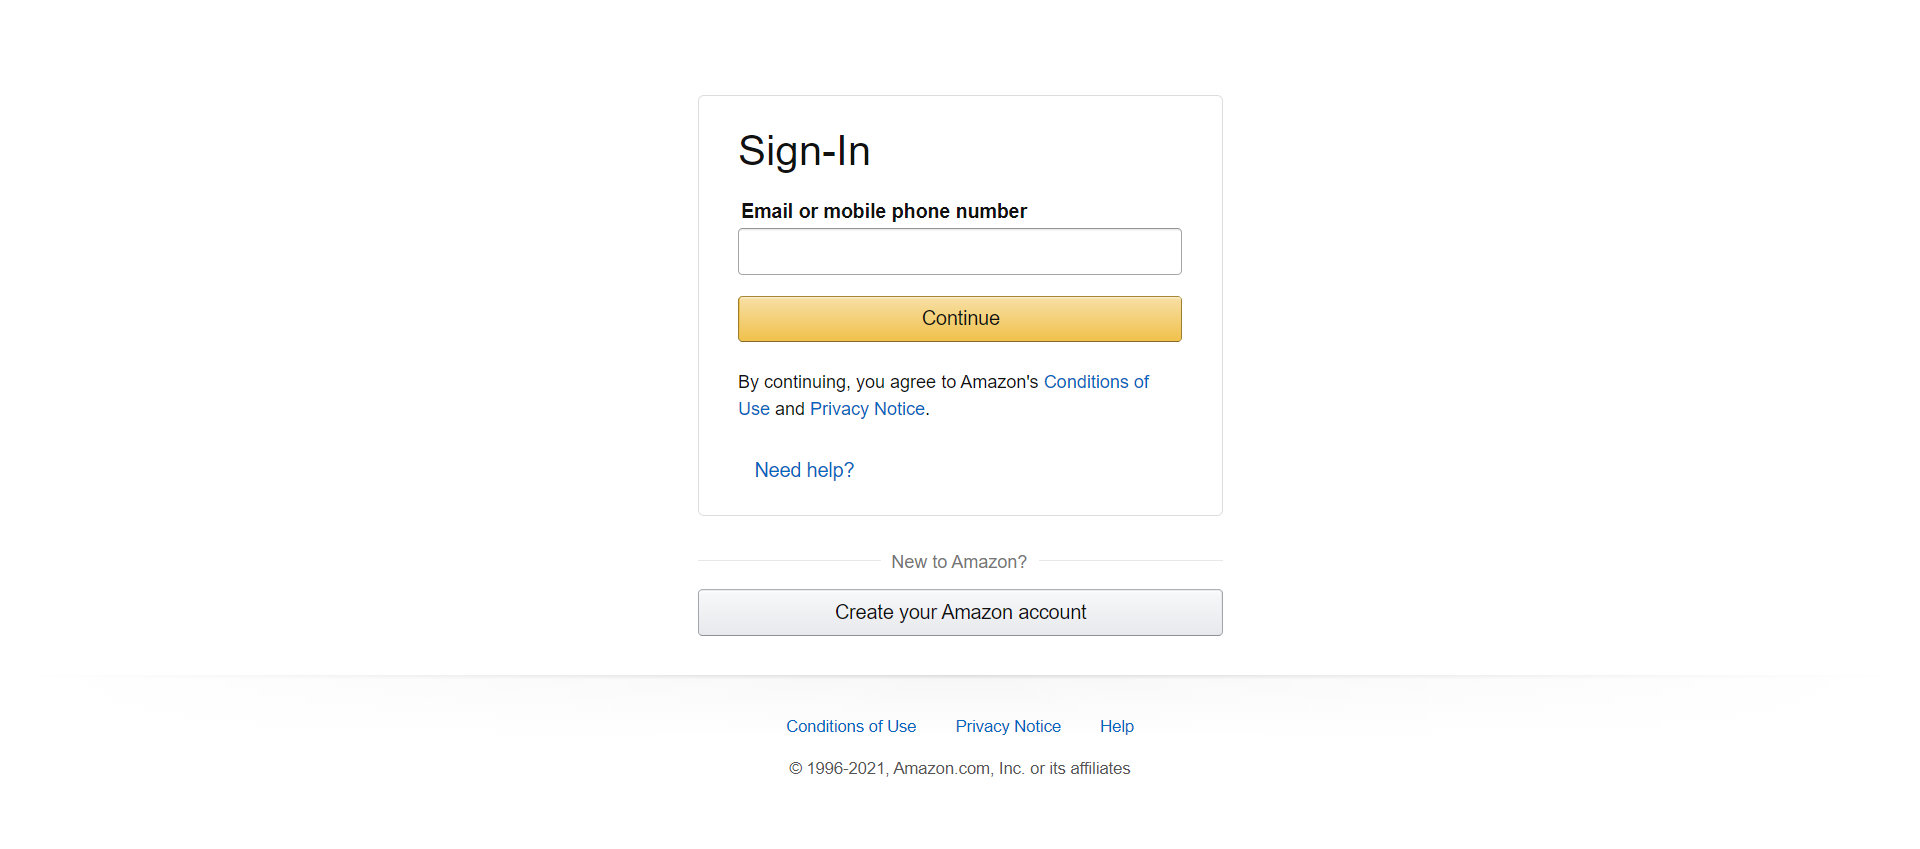 Sign-In
Email or mobile phone number
Continue
By continuing, you agree to Amazon's Conditions of
Use and Privacy Notice.
Need help?
New to Amazon?
Create your Amazon account
Conditions of Use Privacy Notice Help
© 1996-2021, Amazon.com, Inc. or its affiliates